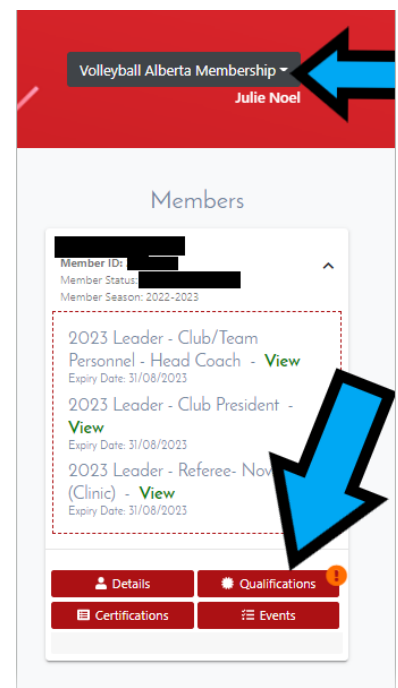 Volleyball Alberta Membership
Julie Noel
Members
Member ID:
Member Status:
Member Season: 2022-2023
2023 Leader - Club/Team
Personnel - Head Coach - View
Expiry Date: 31/08/2023
2023 Leader - Club President -
View
Expiry Date: 31/08/2023
2023 Leader - Referee- Nov
(Clinic) - View
Expiry Date: 31/08/2023
Details
Qualifications !
Certifications
Events